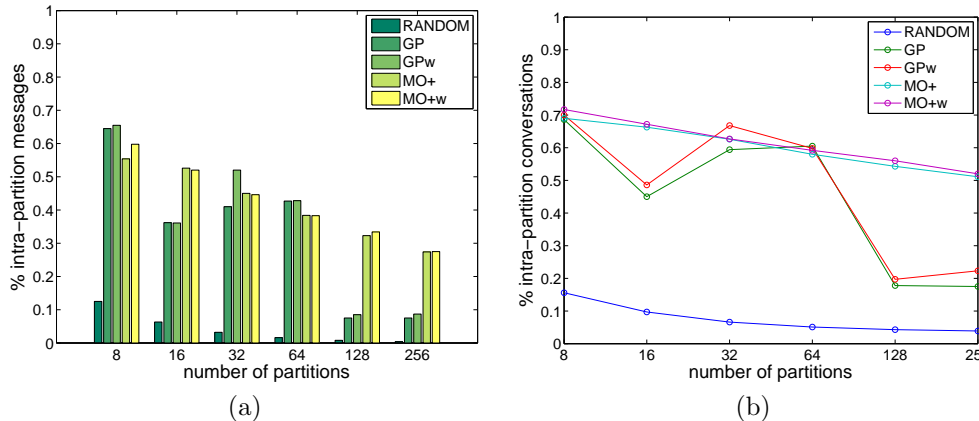 1
0.9
0.8
0.7
0.6
0.5
0.4
0.3
0.2
0.1
0
% intra−partition messages
8 16 32 64 128 256
number of partitions
RANDOM
GP
GPw
MO+
MO+w
(a)
1
0.9
0.8
0.7
0.6
0.5
0.4
0.3
0.2
0.1
0
% intra−partition conversations
8 16 32 64 128 25
number of partitions
RANDOM
GP
GPw
MO+
MO+w
(b)